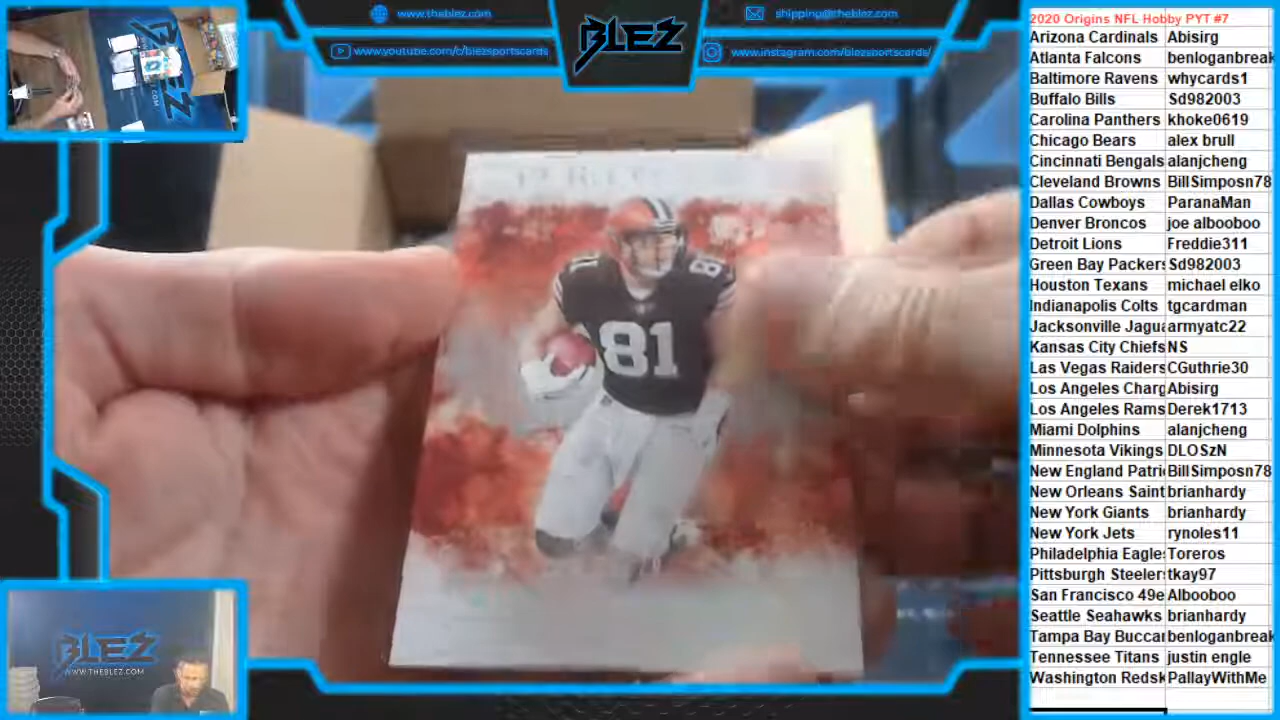 www.theblez.com
shipping@theblez.com
www.youtube.com/c/blezsportscards
www.instagram.com/blezsportscards/
BLEZ
81
81
81
BLEZ
BLEZ
WWW.THEBLEZ.COM
2020 Origins NFL Hobby PYT #7
Arizona Cardinals Abisirg
Atlanta Falcons benloganbreak
Baltimore Ravens whycards1
Buffalo Bills Sd982003
Carolina Panthers khoke0619
Chicago Bears alex brull
Cincinnati Bengals alanjcheng
Cleveland Browns BillSimposn78
Dallas Cowboys ParanaMan
Denver Broncos joe albooboo
Detroit Lions Freddie311
Green Bay Packers Sd982003
Houston Texans michael elko
Indianapolis Colts tgcardman
Jacksonville Jagua armyatc22
Kansas City Chiefs NS
Las Vegas Raiders CGuthrie30
Los Angeles Charg Abisirg
Los Angeles Rams Derek1713
Miami Dolphins alanjcheng
Minnesota Vikings DLOSzN
New England Patri BillSimposn78
New Orleans Saint brianhardy
New York Giants brianhardy
New York Jets rynoles11
Philadelphia Eagle Toreros
Pittsburgh Steelers tkay97
San Francisco 49e Albooboo
Seattle Seahawks brianhardy
Tampa Bay Buccan benloganbreak
Tennessee Titans justin engle
Washington Redsk PallayWithMe